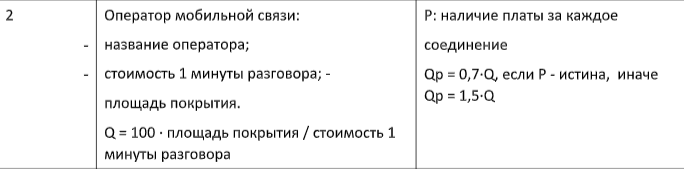 2
Оператор мобильной связи:
- название оператора;
- стоимость 1 минуты разговора; -
площадь покрытия.
Q = 100 · площадь покрытия / стоимость 1
минуты разговора
P: наличие платы за каждое
соединение
Qp = 0,7·Q, если P - истина, иначе
Qp = 1,5·Q